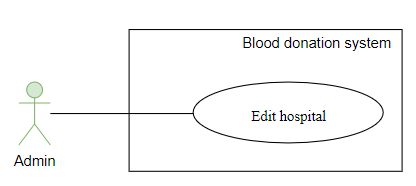 Blood donation system
Edit hospital
Admin